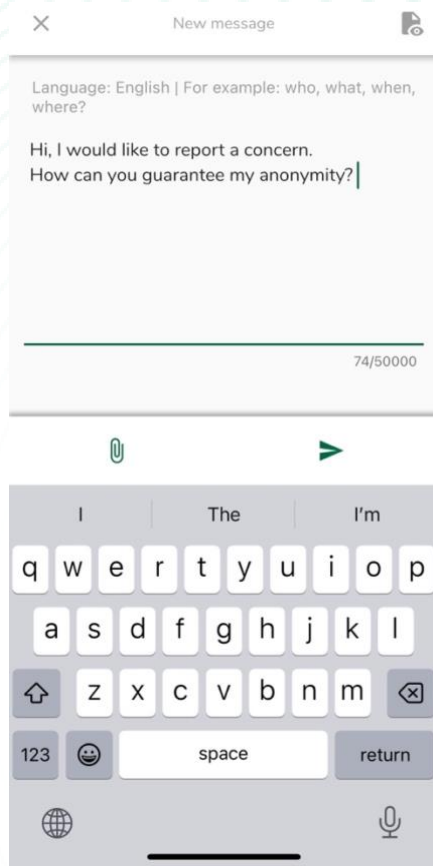 New message
Language: English | For example: who, what, when,
where?
Hi, I would like to report a concern.
How can you guarantee my anonymity?
74/50000
I The I'm
q w e r t y u i o p
a s d f g h j k l
z x c v b n m
123 space return